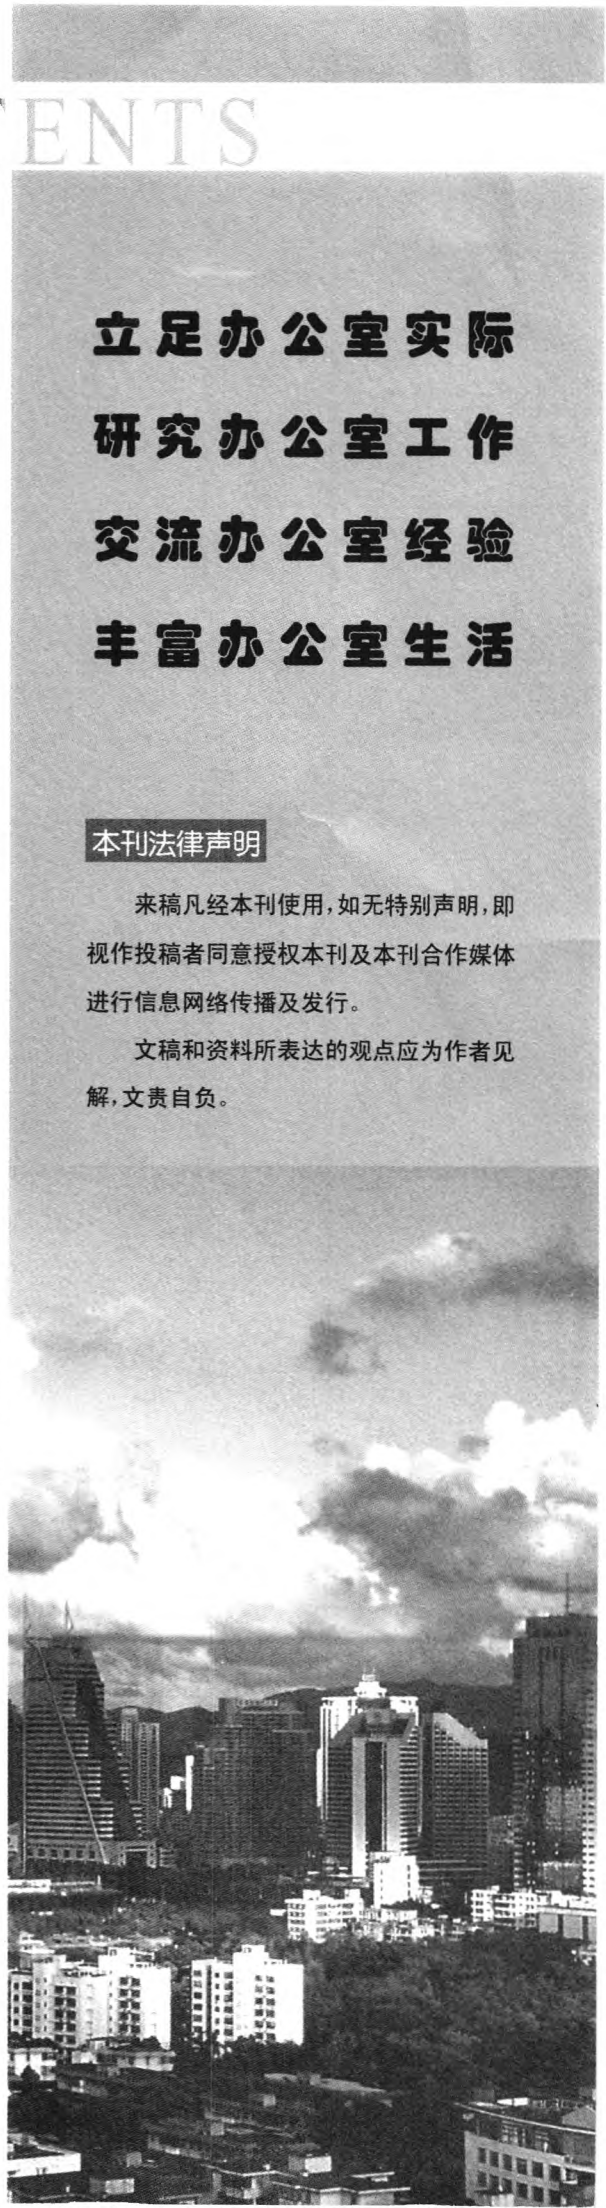 ENTS
立足办公室实际
研究办公室工作
交流办公室经验
丰富办公室生活
本刊法律声明
来稿凡经本刊使用,如无特别声明,即
视作投稿者同意授权本刊及本刊合作媒体
进行信息网络传播及发行。
文稿和资料所表达的观点应为作者见
解,文责自负。